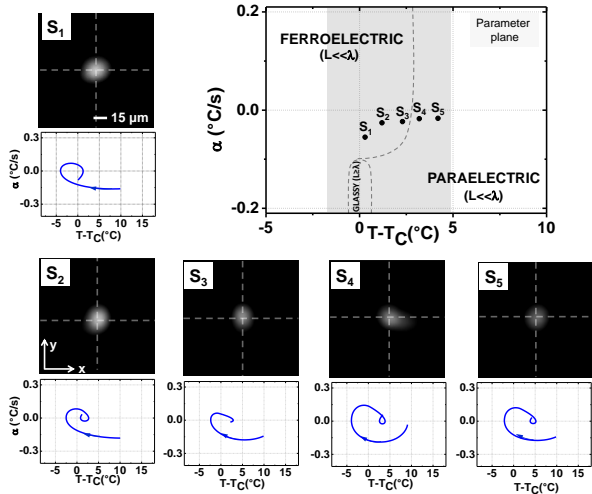 S1
15 µm
0.3
0.0
-0.3
α (°C/s)
-5 0 5 10 15
T-TC(°C)
0.2
0.0
-0.2
α (°C/s)
FERROELECTRIC
(L<<λ)
Parameter
plane
S1 S2 S3 S4 S5
GLASSY (L≥λ)
PARAELECTRIC
(L<<λ)
-5 0 5 10
T-TC(°C)
S2
y
x
S3
S4
S5
0.3
0.0
-0.3
α (°C/s)
-5 0 5 10 15
T-TC(°C)
0.3
0.0
-0.3
-5 0 5 10 15
T-TC(°C)
0.3
0.0
-0.3
-5 0 5 10 15
T-TC(°C)
0.3
0.0
-0.3
-5 0 5 10 15
T-TC(°C)